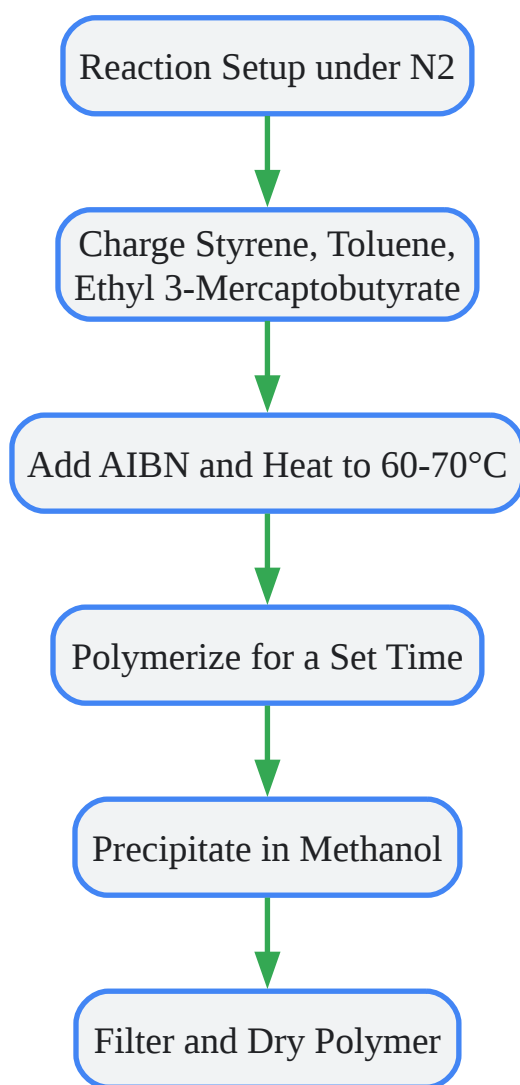 Reaction Setup under N2
Charge Styrene, Toluene,
Ethyl 3-Mercaptobutyrate
Add AIBN and Heat to 60-70°C
Polymerize for a Set Time
Precipitate in Methanol
Filter and Dry Polymer